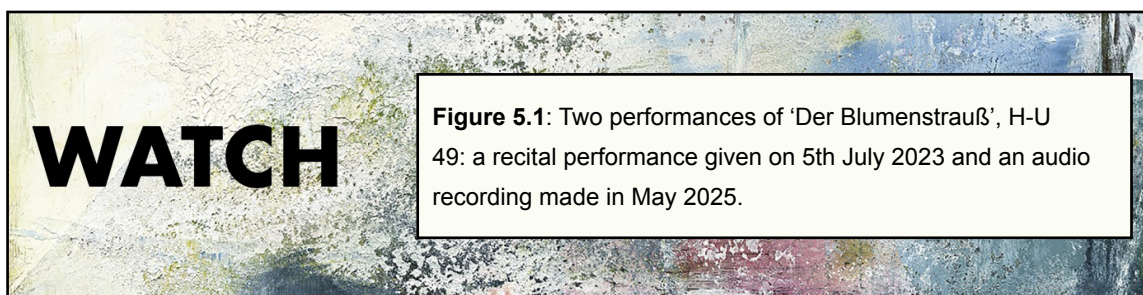 WATCH
Figure 5.1: Two performances of ‘Der Blumenstrauß’, H-U
49: a recital performance given on 5th July 2023 and an audio
recording made in May 2025.